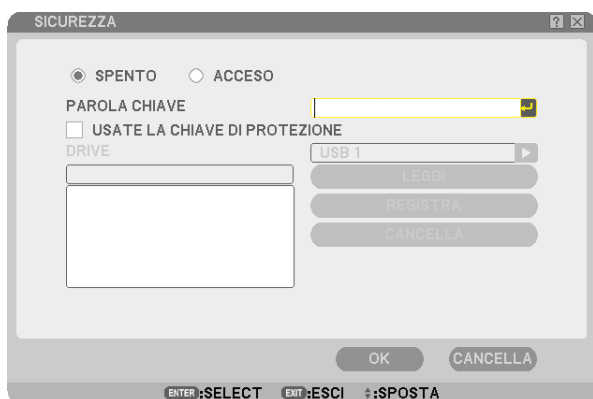 SICUREZZA
SPENTO ACCESO
PAROLA CHIAVE
USATE LA CHIAVE DI PROTEZIONE
DRIVE USB 1
LEGGI
REGISTRA
CANCELLA
OK CANCELLA
ENTER:SELECT EXIT:ESCI :SPOSTA